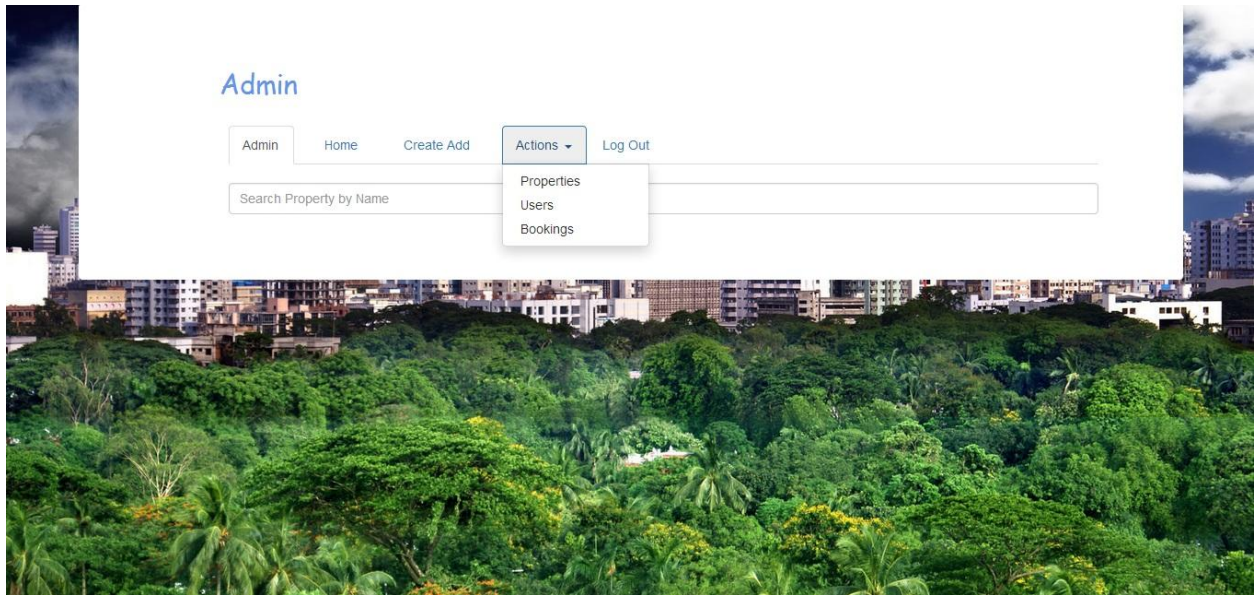 Admin
Admin Home Create Add Actions Log Out
Search Property by Name
Properties
Users
Bookings